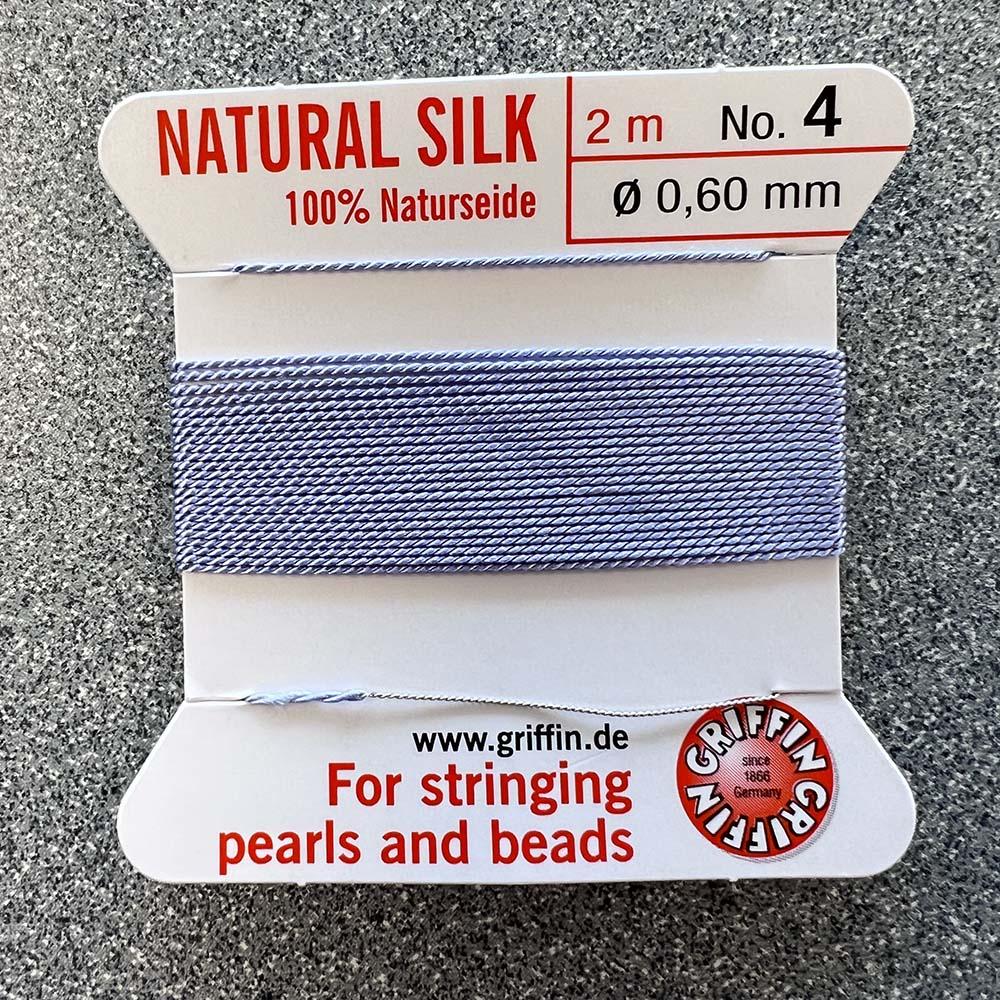 NATURAL SILK
100% Naturseide
2 m No. 4
Ø 0,60 mm
www.griffin.de
For stringing
pearls and beads
GRIFFIN GRIFFIN
since
1866
Germany